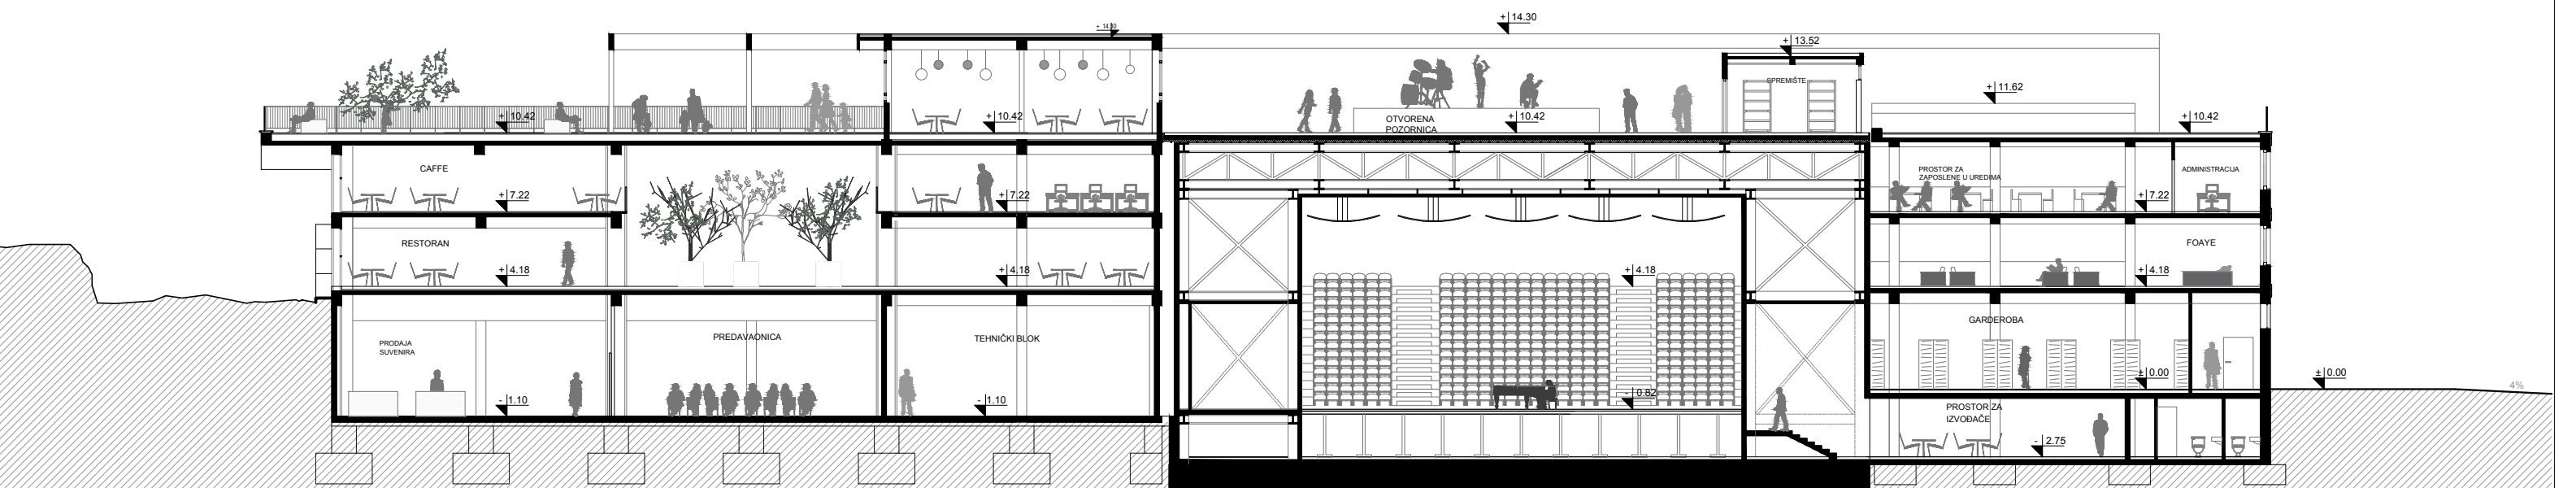 + 14.30
+ 14.30
+ 13.52
SPREMIŠTE
+ 11.62
+ 10.42
+ 10.42
OTVORENA
POZORNICA
+ 10.42
+ 10.42
CAFFE
+ 7.22
+ 7.22
PROSTOR ZA
ZAPOSLENE U UREDIMA
ADMINISTRACIJA
+ 7.22
RESTORAN
+ 4.18
+ 4.18
+ 4.18
FOAYE
+ 4.18
PRODAJA
SUVENIRA
- 1.10
PREDAVAONICA
TEHNIČKI BLOK
- 1.10
- 0.82
GARDEROBA
± 0.00
± 0.00
4%
PROSTOR ZA
IZVOĐAČE
- 2.75